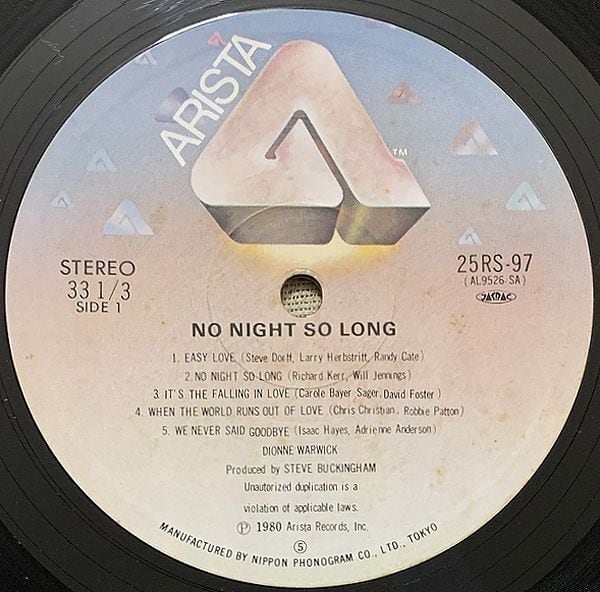 ARISTA
TM
STEREO
33 1/3
SIDE 1
25RS-97
(AL9526 SA)
JASRAC
NO NIGHT SO LONG
1. EASY LOVE (Steve Dorff, Larry Herbstritt, Randy Cate)
2. NO NIGHT SO LONG (Richard Kerr, Will Jennings)
3. IT'S THE FALLING IN LOVE (Carole Bayer Sager, David Foster)
4. WHEN THE WORLD RUNS OUT OF LOVE (Chris Christian, Robbie Patton)
5. WE NEVER SAID GOODBYE (Isaac Hayes, Adrienne Anderson)
DIONNE WARWICK
Produced by STEVE BUCKINGHAM
Unautorized duplication is a
violation of applicable laws.
Ⓟ 1980 Arista Records, Inc.
⑤
MANUFACTURED BY NIPPON PHONOGRAM CO., LTD., TOKYO